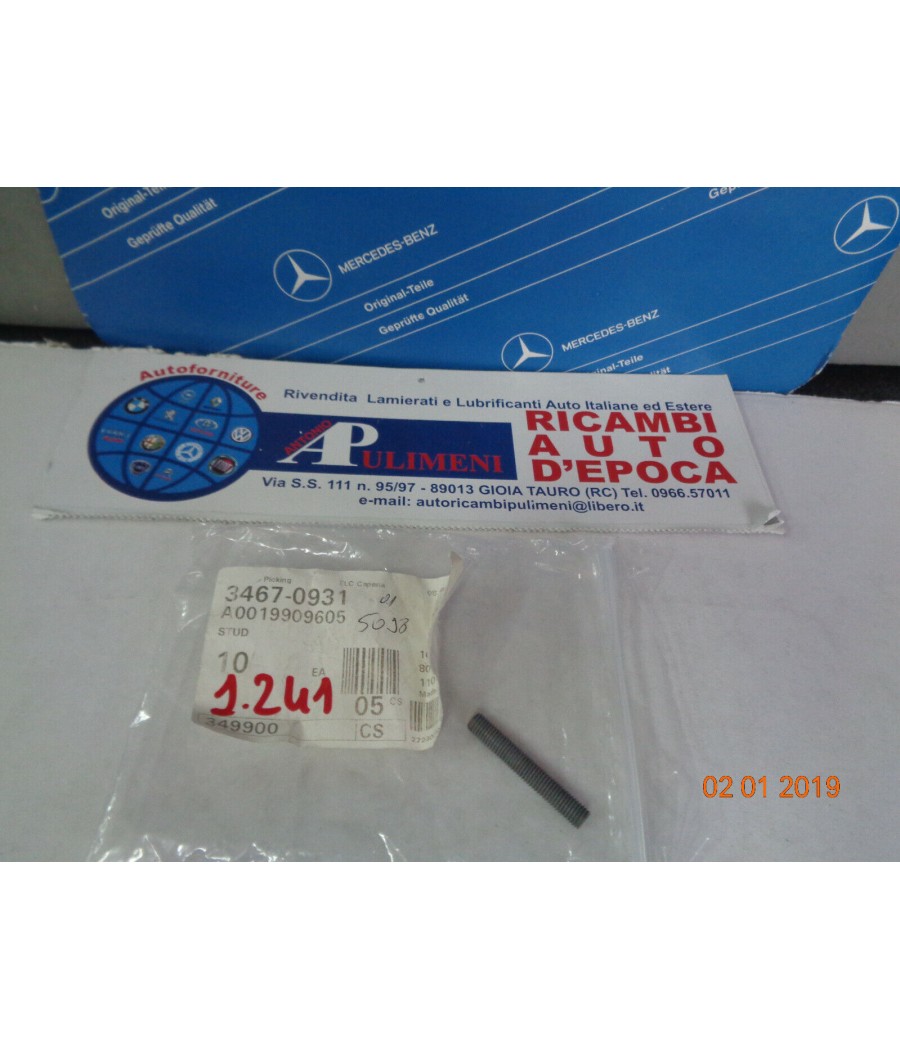 Original-Teile
Geprüfte Qualität
MERCEDES-BENZ
Original-Teile
Geprüfte Qualität
MERCEDES-BENZ
Original-Teile
Geprüfte Qualität
Autoforniture
Rivendita Lamierati e Lubrificanti Auto Italiane ed Estere
ANTONIO
AP
PULIMENI
RICAMBI
AUTO
D'EPOCA
Via S.S. 111 n. 95/97 - 89013 GIOIA TAURO (RC) Tel. 0966.57011
e-mail: autoricambipulimeni@libero.it
Picking
3467-0931 01
A0019909605 5093
STUD
10 EA
1.241
05 CS
349900 CS
02 01 2019